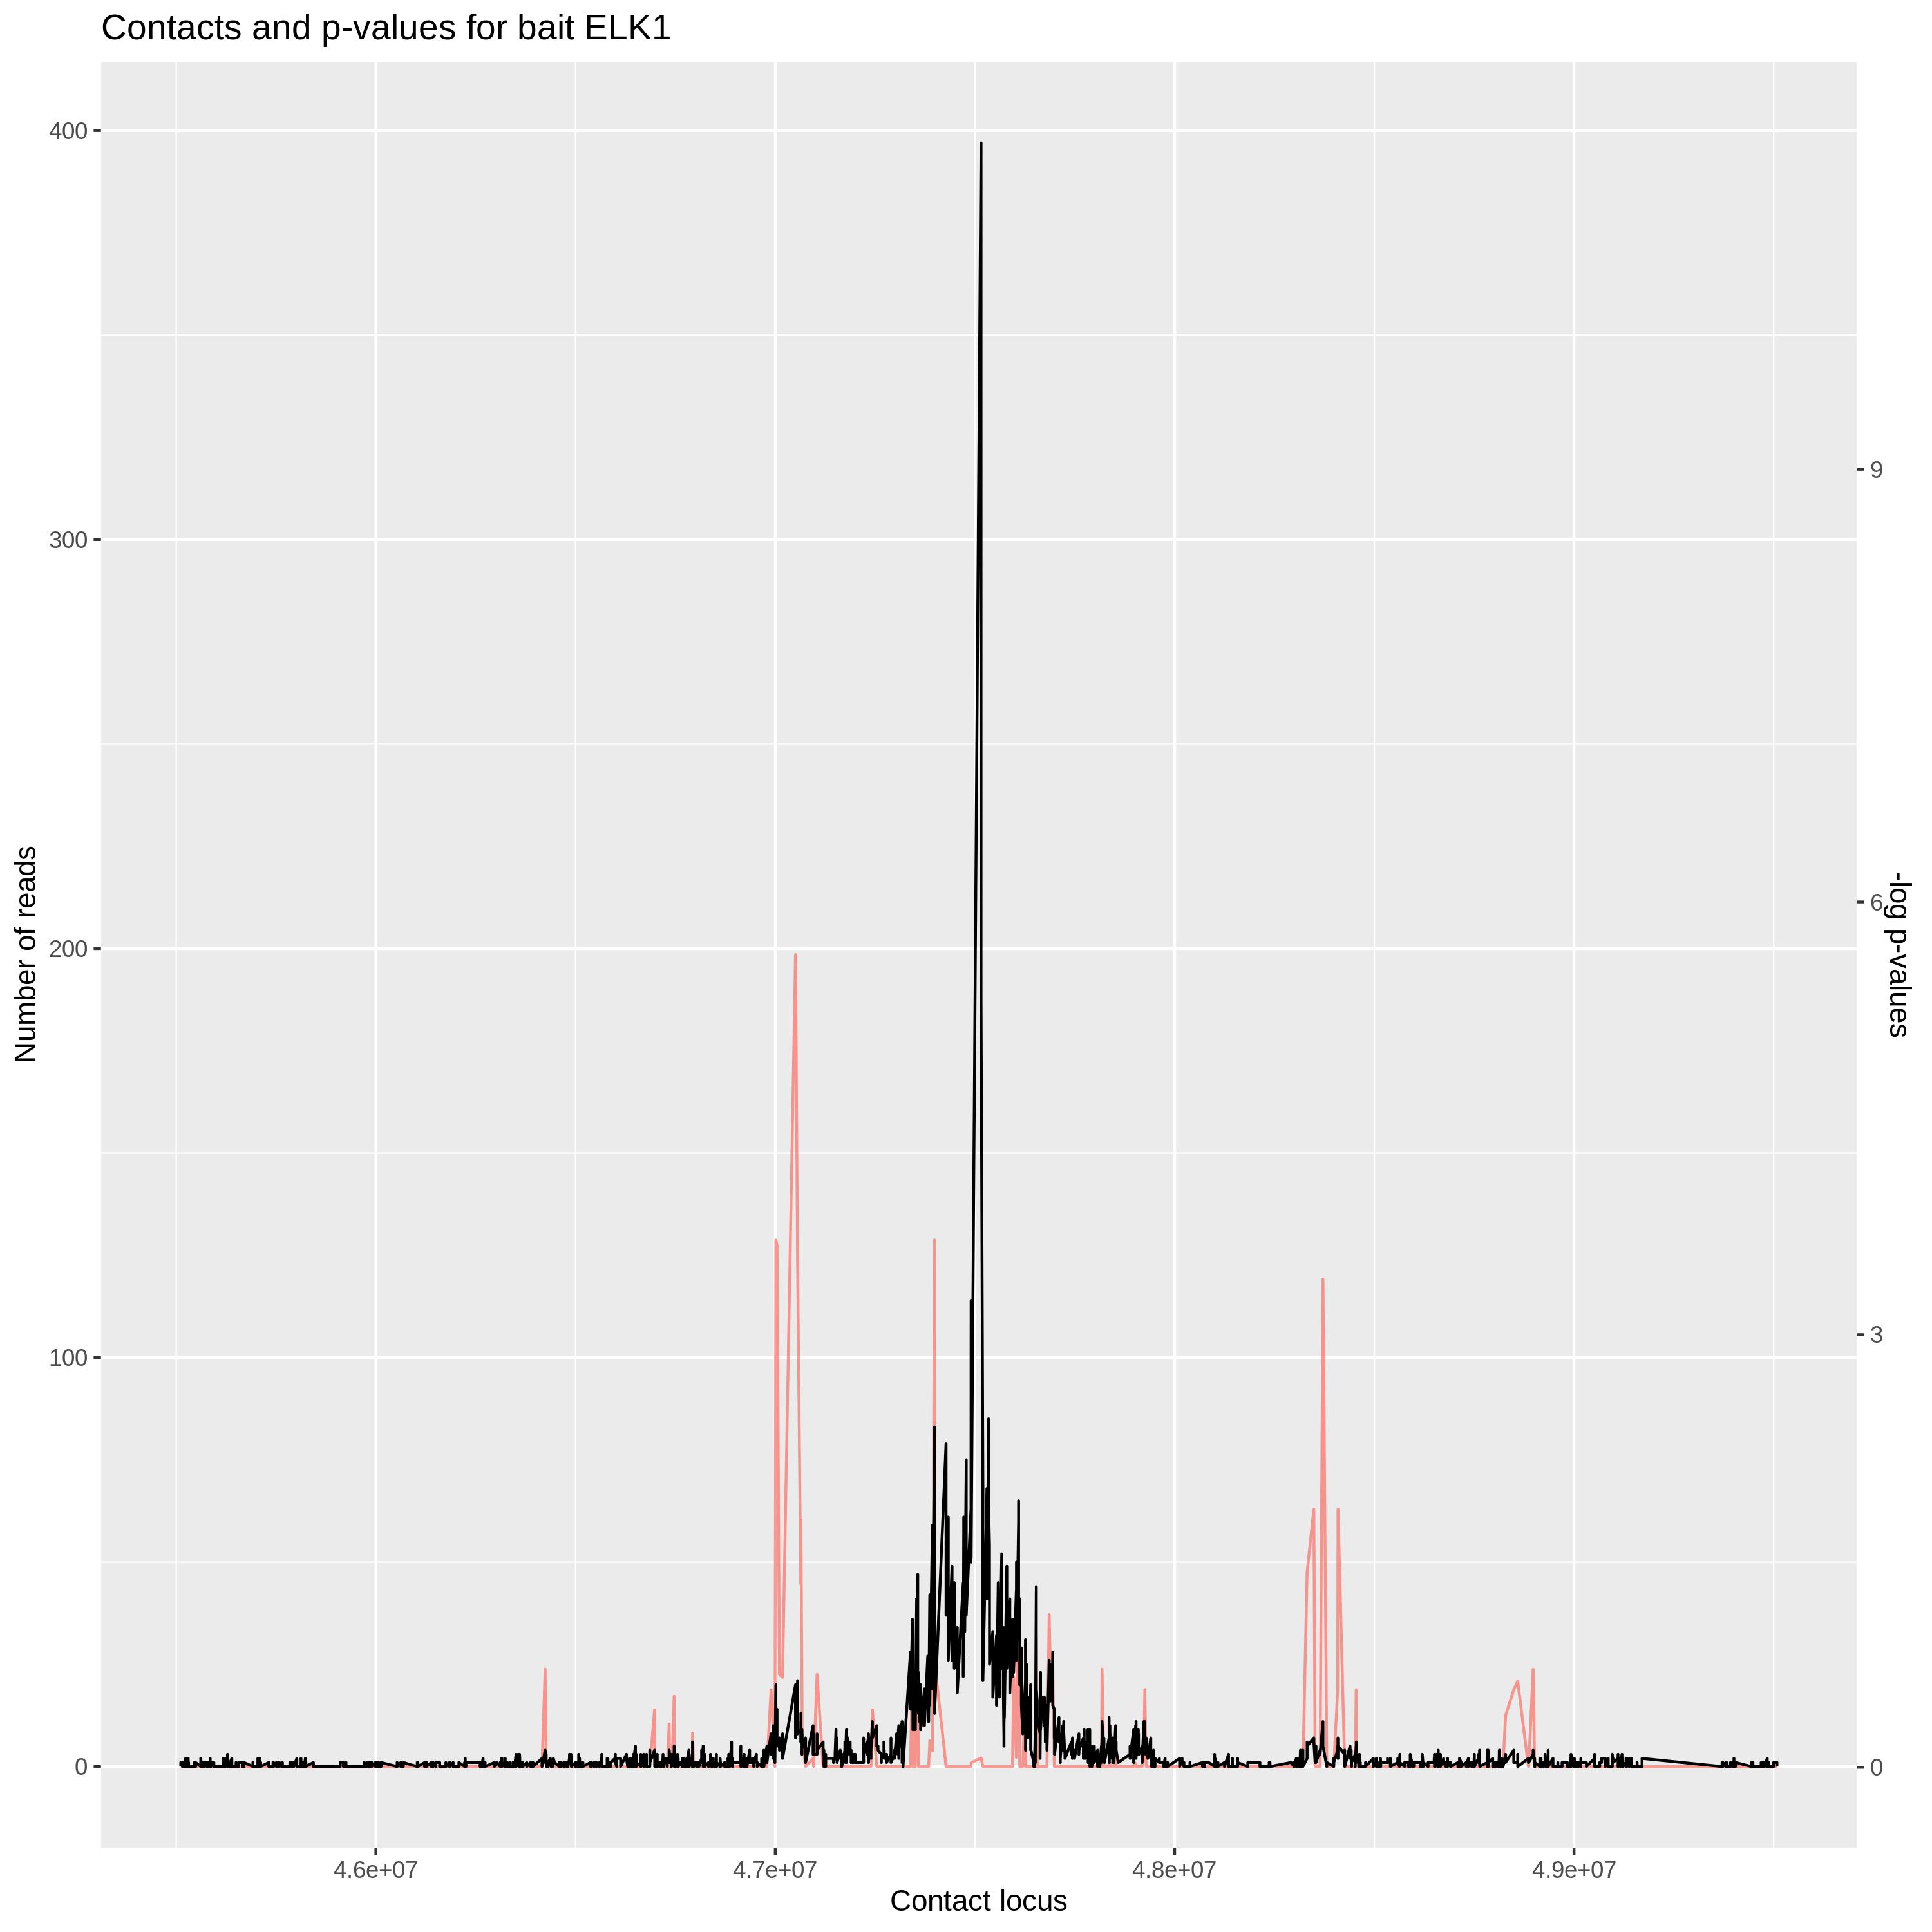 Contacts and p-values for bait ELK1
400
300
200
100
0
Number of reads
9
6
3
0
-log p-values
4.6e+07
4.7e+07
4.8e+07
4.9e+07
Contact locus